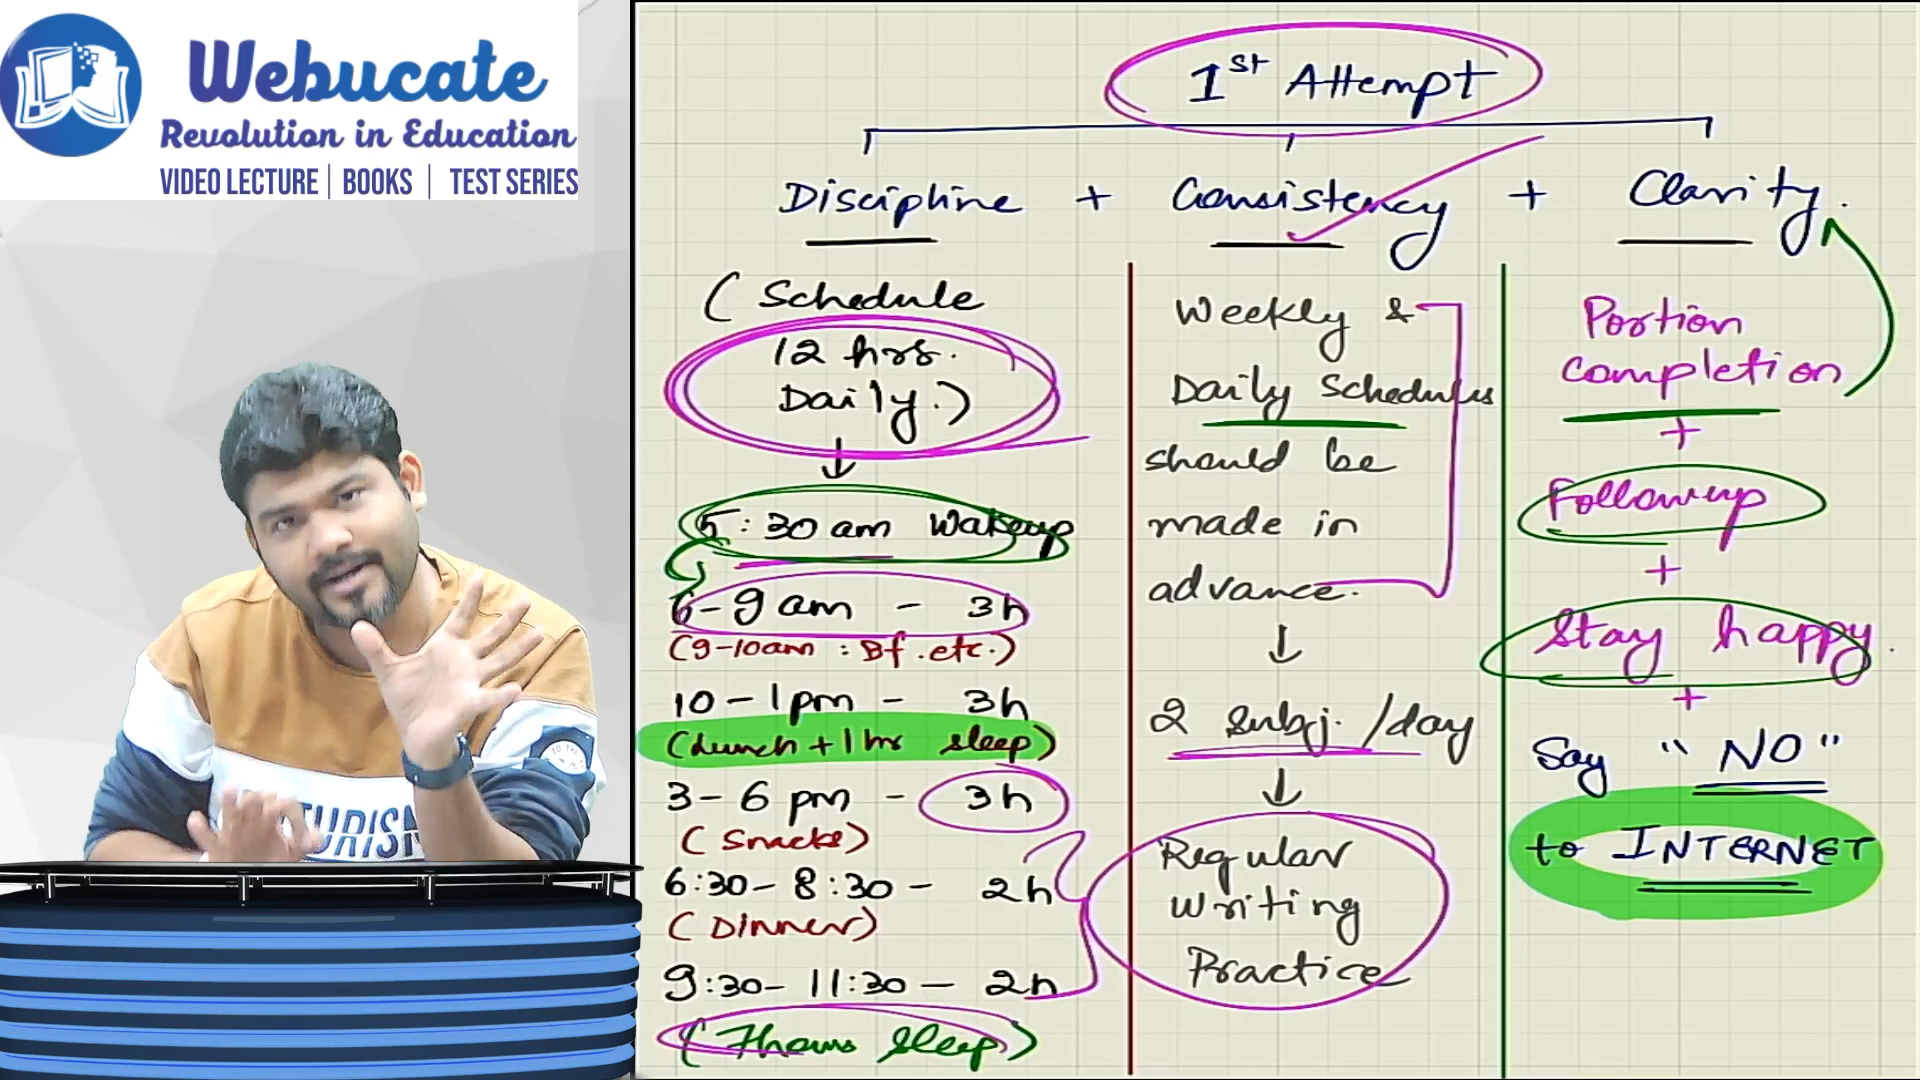 Webucate
Revolution in Education
VIDEO LECTURE | BOOKS | TEST SERIES
1st Attempt
Discipline + Consistency + Clarity.
(Schedule
12 hrs.
Daily.)
↓
5:30 am Wakeup
6-9 am - 3h
(9-10am : Bf. etc.)
10-1pm - 3h
(Lunch + 1 hr sleep)
3-6 pm - 3h
(Snacks)
6:30-8:30 - 2h
(Dinner)
9:30-11:30 - 2h
(7hours sleep)
Weekly &
Daily Schedules
should be
made in
advance.
↓
2 subj. /day
↓
Regular
Writing
Practice
Portion
completion
+
Followup
+
Stay happy
+
Say "NO"
to INTERNET
TO THE
TURISM